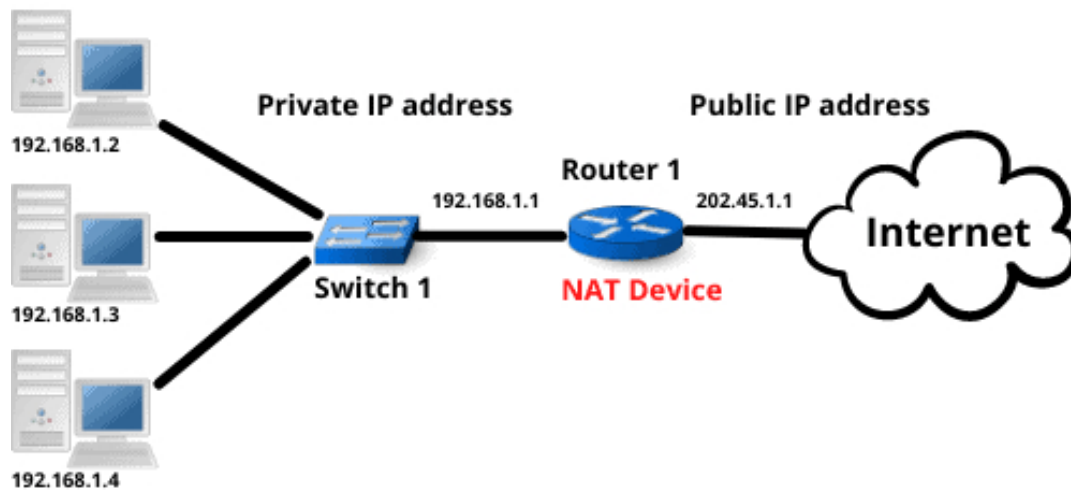 192.168.1.2
Private IP address
Public IP address
Router 1
192.168.1.1
202.45.1.1
Internet
Switch 1
NAT Device
192.168.1.3
192.168.1.4